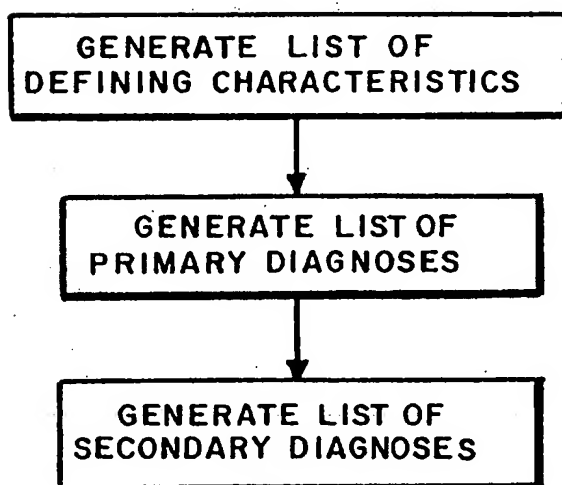 GENERATE LIST OF
DEFINING CHARACTERISTICS
GENERATE LIST OF
PRIMARY DIAGNOSES
GENERATE LIST OF
SECONDARY DIAGNOSES